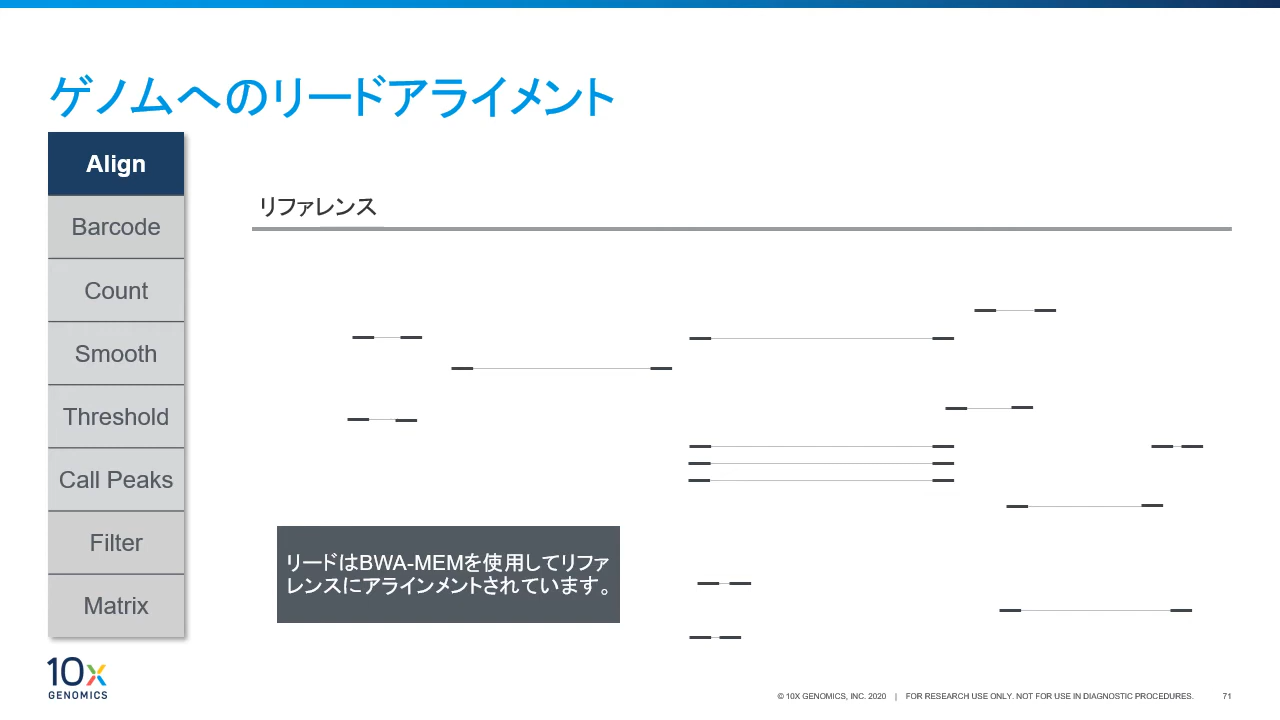 ゲノムへのリードアライメント
Align
Barcode
Count
Smooth
Threshold
Call Peaks
Filter
Matrix
リファレンス
リードはBWA-MEMを使用してリファ
レンスにアラインメントされています。
10x
GENOMICS
© 10X GENOMICS, INC. 2020 | FOR RESEARCH USE ONLY. NOT FOR USE IN DIAGNOSTIC PROCEDURES. 71